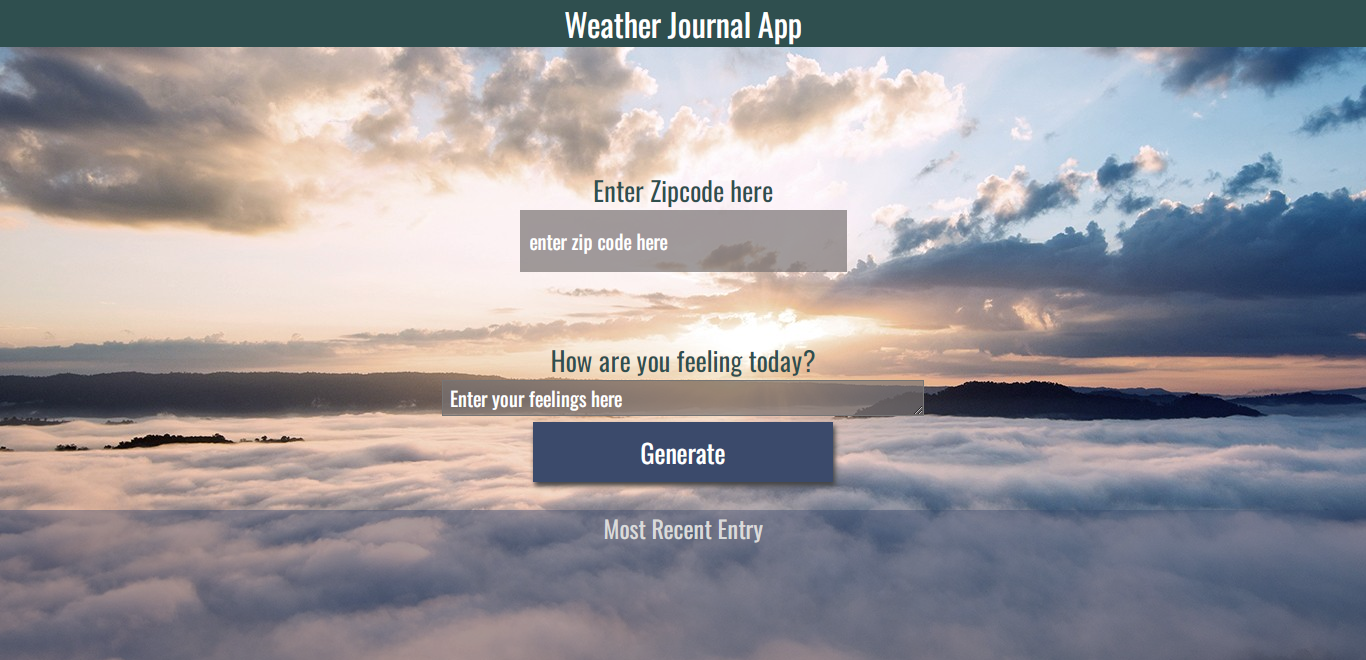 Weather Journal App
Enter Zipcode here
enter zip code here
How are you feeling today?
Enter your feelings here
Generate
Most Recent Entry